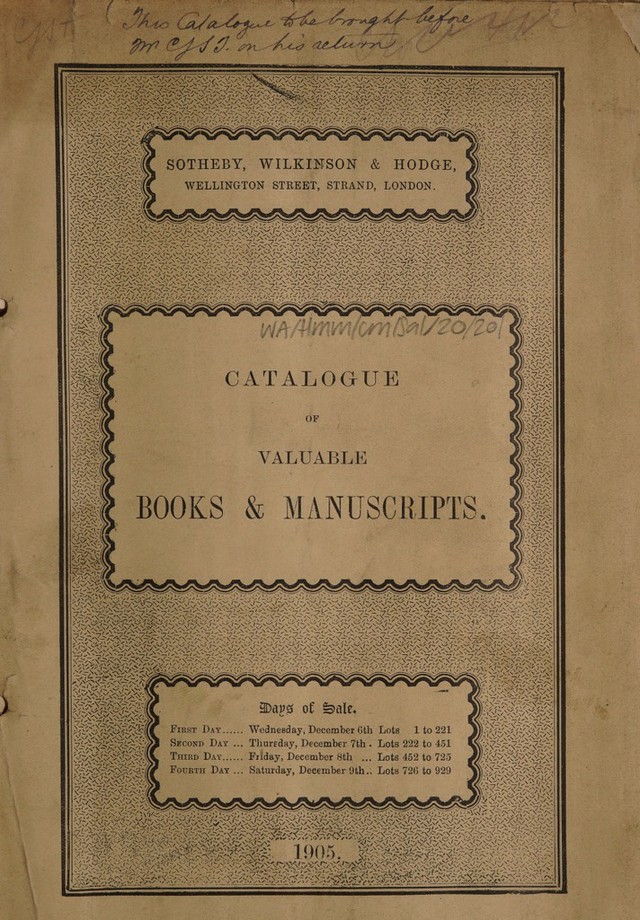 This Catalogue to be brought before
Mr CJST. on his return
SOTHEBY, WILKINSON & HODGE,
WELLINGTON STREET, STRAND, LONDON.
WA/HMM/CM/Sal/20/201
CATALOGUE
OF
VALUABLE
BOOKS & MANUSCRIPTS.
Days of Sale.
FIRST DAY...... Wednesday, December 6th Lots 1 to 221
SECOND DAY ... Thursday, December 7th . Lots 222 to 451
THIRD DAY...... Friday, December 8th ... Lots 452 to 725
FOURTH DAY ... Saturday, December 9th.. Lots 726 to 929
1905.